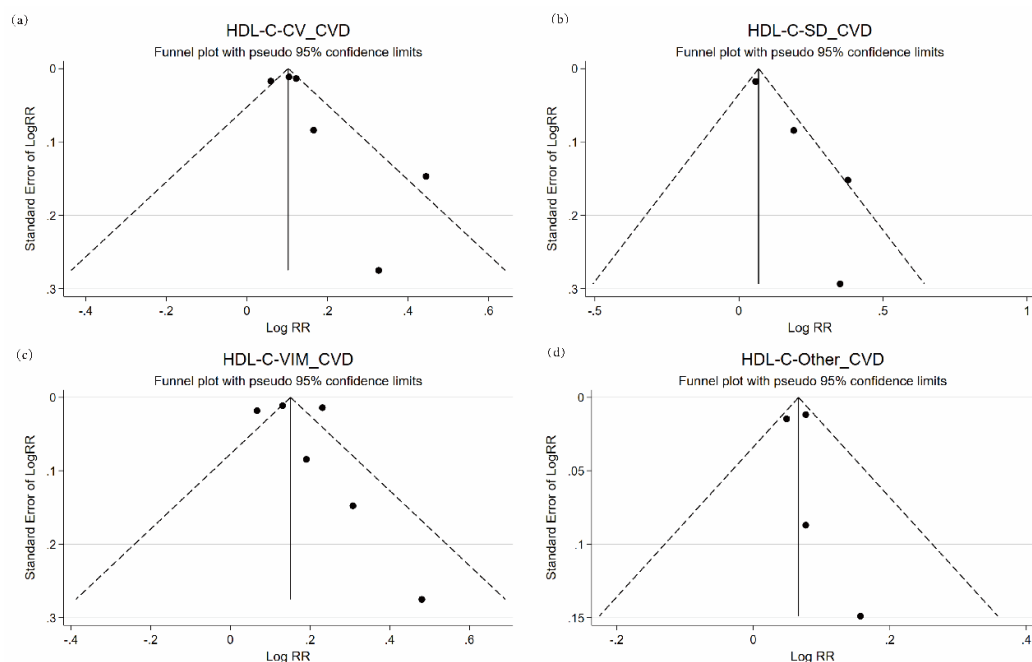 (a)
HDL-C-CV_CVD
Funnel plot with pseudo 95% confidence limits
0
.1
.2
.3
Standard Error of LogRR
-.4
-.2
0
.2
.4
.6
Log RR
(b)
HDL-C-SD_CVD
Funnel plot with pseudo 95% confidence limits
0
.1
.2
.3
Standard Error of LogRR
-.5
0
.5
1
Log RR
(c)
HDL-C-VIM_CVD
Funnel plot with pseudo 95% confidence limits
0
.1
.2
.3
Standard Error of LogRR
-.4
-.2
0
.2
.4
.6
Log RR
(d)
HDL-C-Other_CVD
Funnel plot with pseudo 95% confidence limits
0
.05
.1
.15
Standard Error of LogRR
-.2
0
.2
.4
Log RR